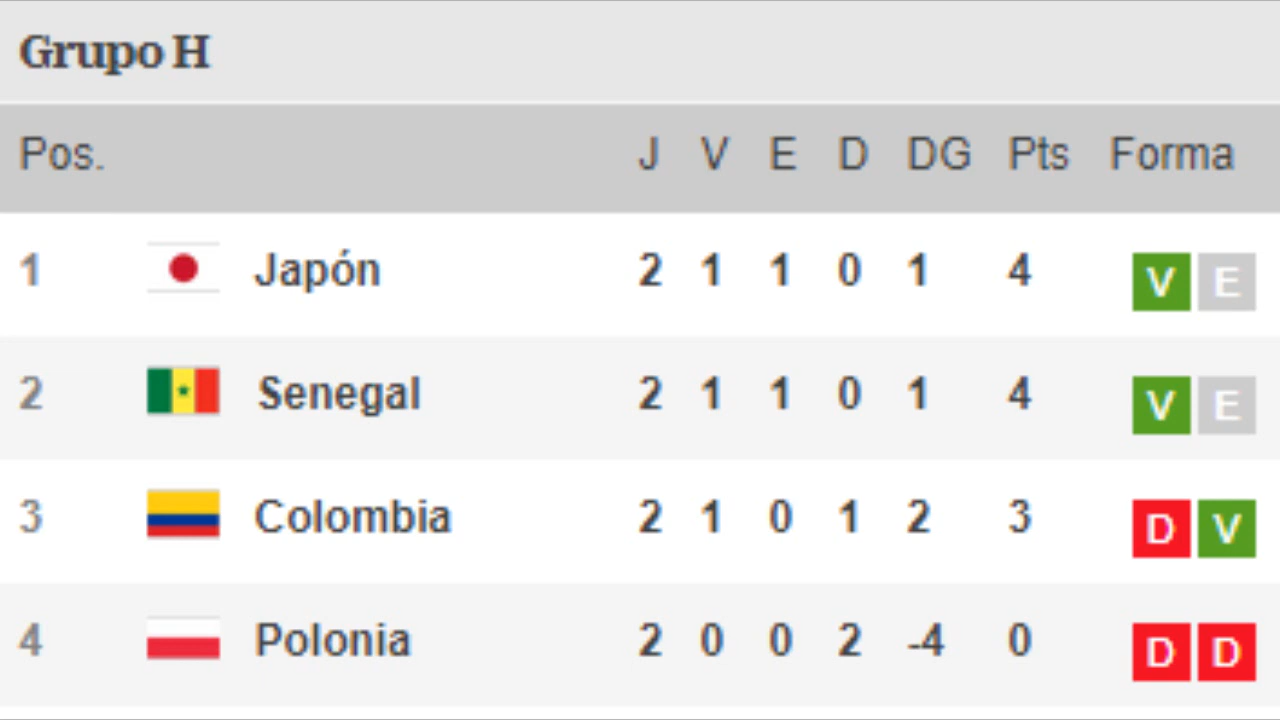 Grupo H
Pos. J V E D DG Pts Forma
1 Japón 2 1 1 0 1 4 V E
2 Senegal 2 1 1 0 1 4 V E
3 Colombia 2 1 0 1 2 3 D V
4 Polonia 2 0 0 2 -4 0 D D